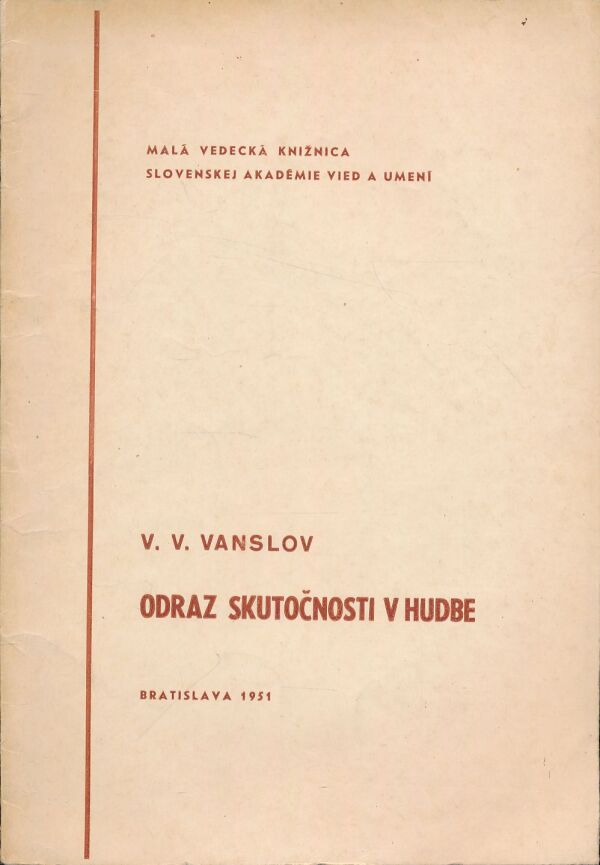 MALÁ VEDECKÁ KNIŽNICA
SLOVENSKEJ AKADÉMIE VIED A UMENÍ
V. V. VANSLOV
ODRAZ SKUTOČNOSTI V HUDBE
BRATISLAVA 1951